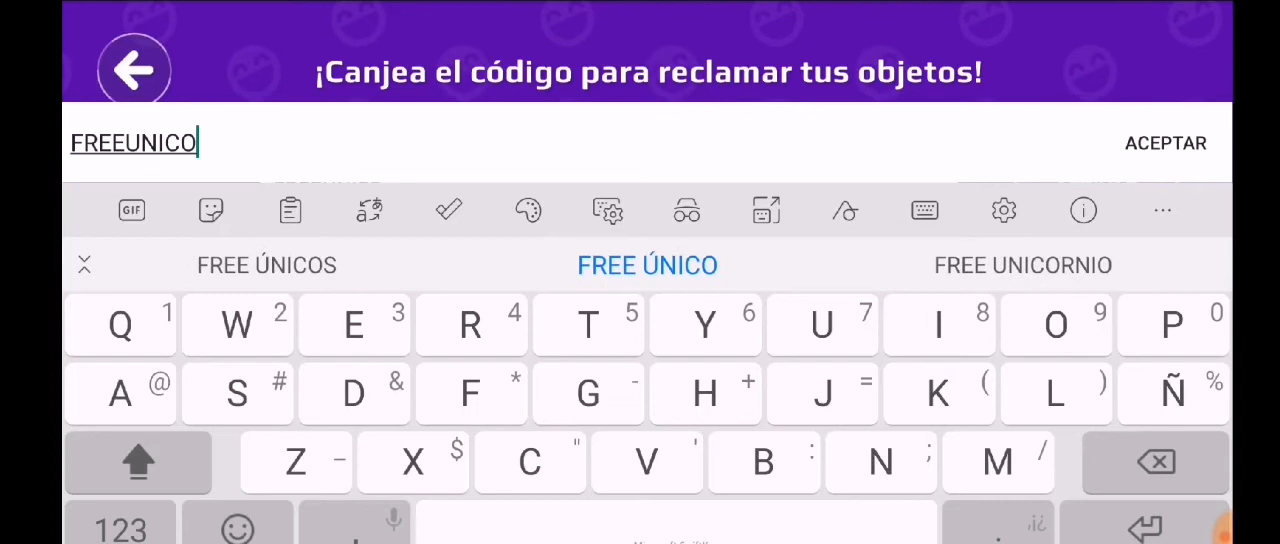 ¡Canjea el código para reclamar tus objetos!
FREEUNICO
ACEPTAR
GIF
FREE ÚNICOS FREE ÚNICO FREE UNICORNIO
Q 1 W 2 E 3 R 4 T 5 Y 6 U 7 I 8 O 9 P 0
A @ S # D & F * G - H + J = K ( L ) Ñ %
Z _ X $ C " V ' B : N ; M /
123 , . ¡¿